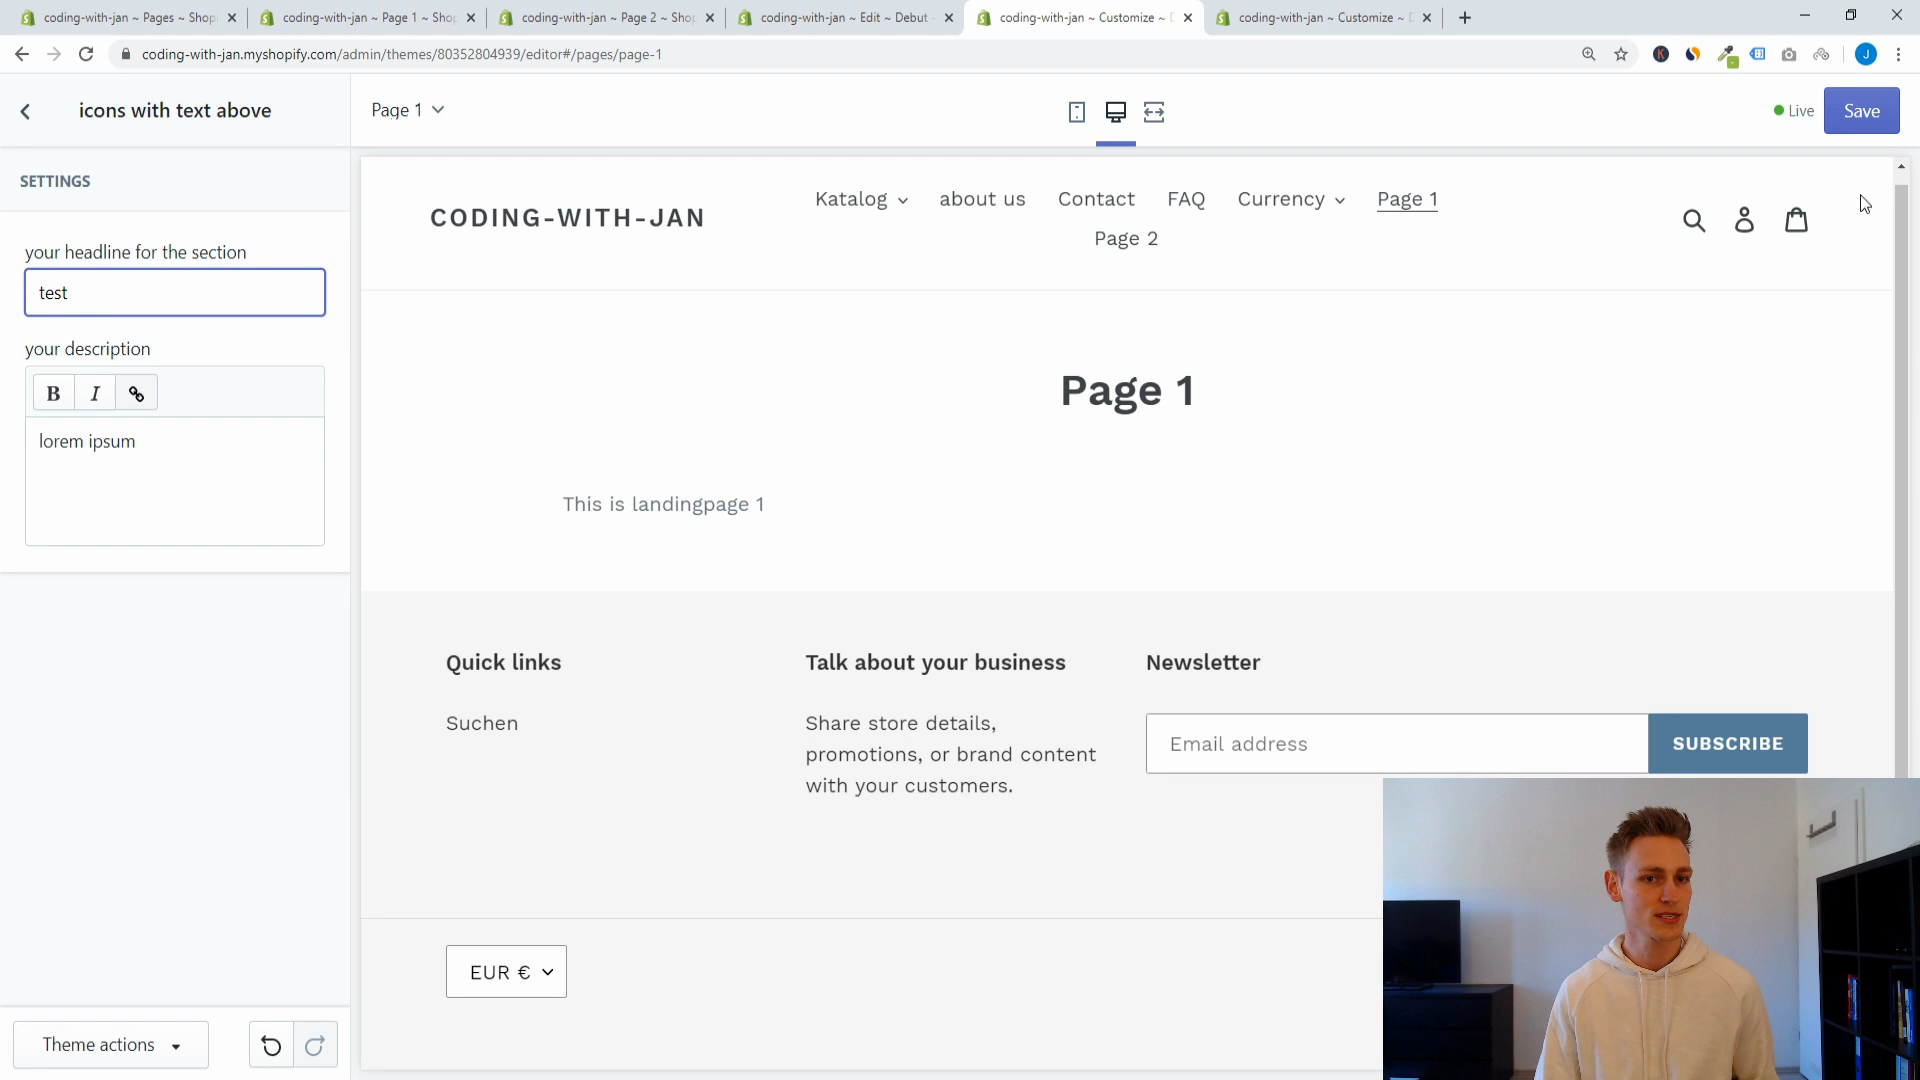 coding-with-jan ~ Pages ~ Shop
coding-with-jan ~ Page 1 ~ Shop
coding-with-jan ~ Page 2 ~ Shop
coding-with-jan ~ Edit ~ Debut
coding-with-jan ~ Customize ~
coding-with-jan ~ Customize ~
coding-with-jan.myshopify.com/admin/themes/80352804939/editor#/pages/page-1
J
icons with text above
Page 1
Live
Save
SETTINGS
your headline for the section
test
your description
B I
lorem ipsum
CODING-WITH-JAN
Katalog about us Contact FAQ Currency Page 1
Page 2
Page 1
This is landingpage 1
Quick links
Suchen
Talk about your business
Share store details,
promotions, or brand content
with your customers.
Newsletter
Email address
SUBSCRIBE
EUR €
Theme actions